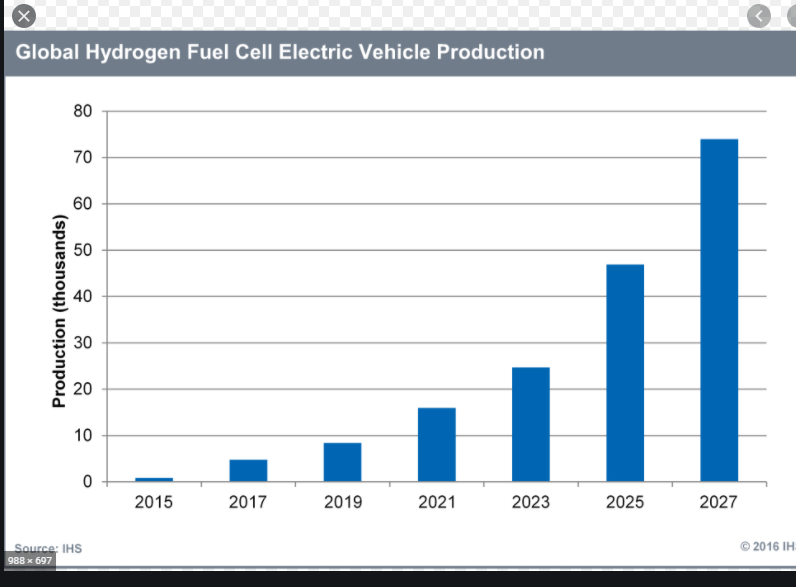 Global Hydrogen Fuel Cell Electric Vehicle Production
Production (thousands)
80
70
60
50
40
30
20
10
0
2015 2017 2019 2021 2023 2025 2027
Source: IHS
© 2016 IH
988 × 697